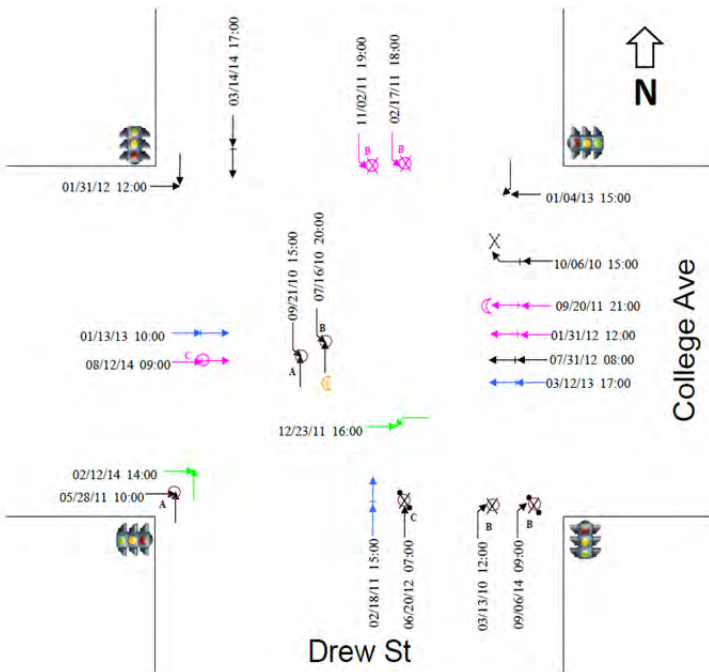 03/14/14 17:00
11/02/11 19:00
02/17/11 18:00
N
B
B
01/31/12 12:00
01/04/13 15:00
09/21/10 15:00
07/16/10 20:00
10/06/10 15:00
College Ave
09/20/11 21:00
01/13/13 10:00
B
01/31/12 12:00
08/12/14 09:00
C
A
07/31/12 08:00
03/12/13 17:00
12/23/11 16:00
02/12/14 14:00
05/28/11 10:00
A
C
B
B
02/18/11 15:00
06/20/12 07:00
03/13/10 12:00
09/06/14 09:00
Drew St